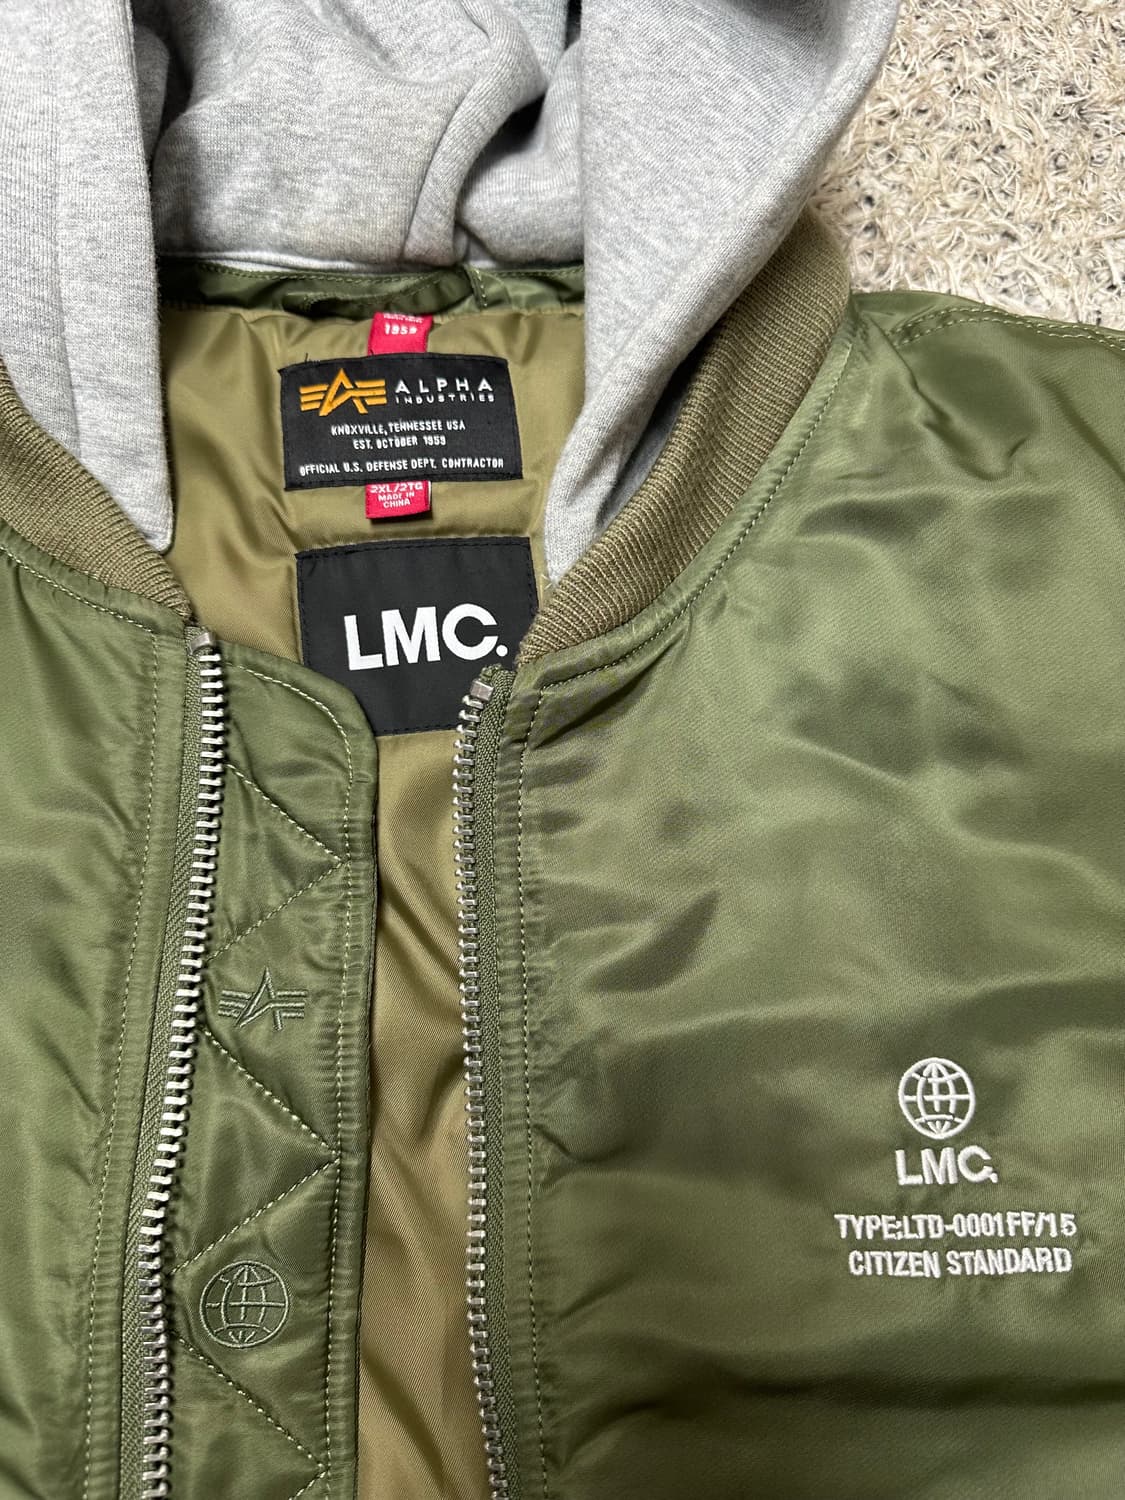 1959
ALPHA
INDUSTRIES
KNOXVILLE, TENNESSEE USA
EST. OCTOBER 1959
OFFICIAL U.S. DEFENSE DEPT. CONTRACTOR
2XL/2TG
MADE IN
CHINA
LMC.
LMC.
TYPE:LTD-0001FF/15
CITIZEN STANDARD